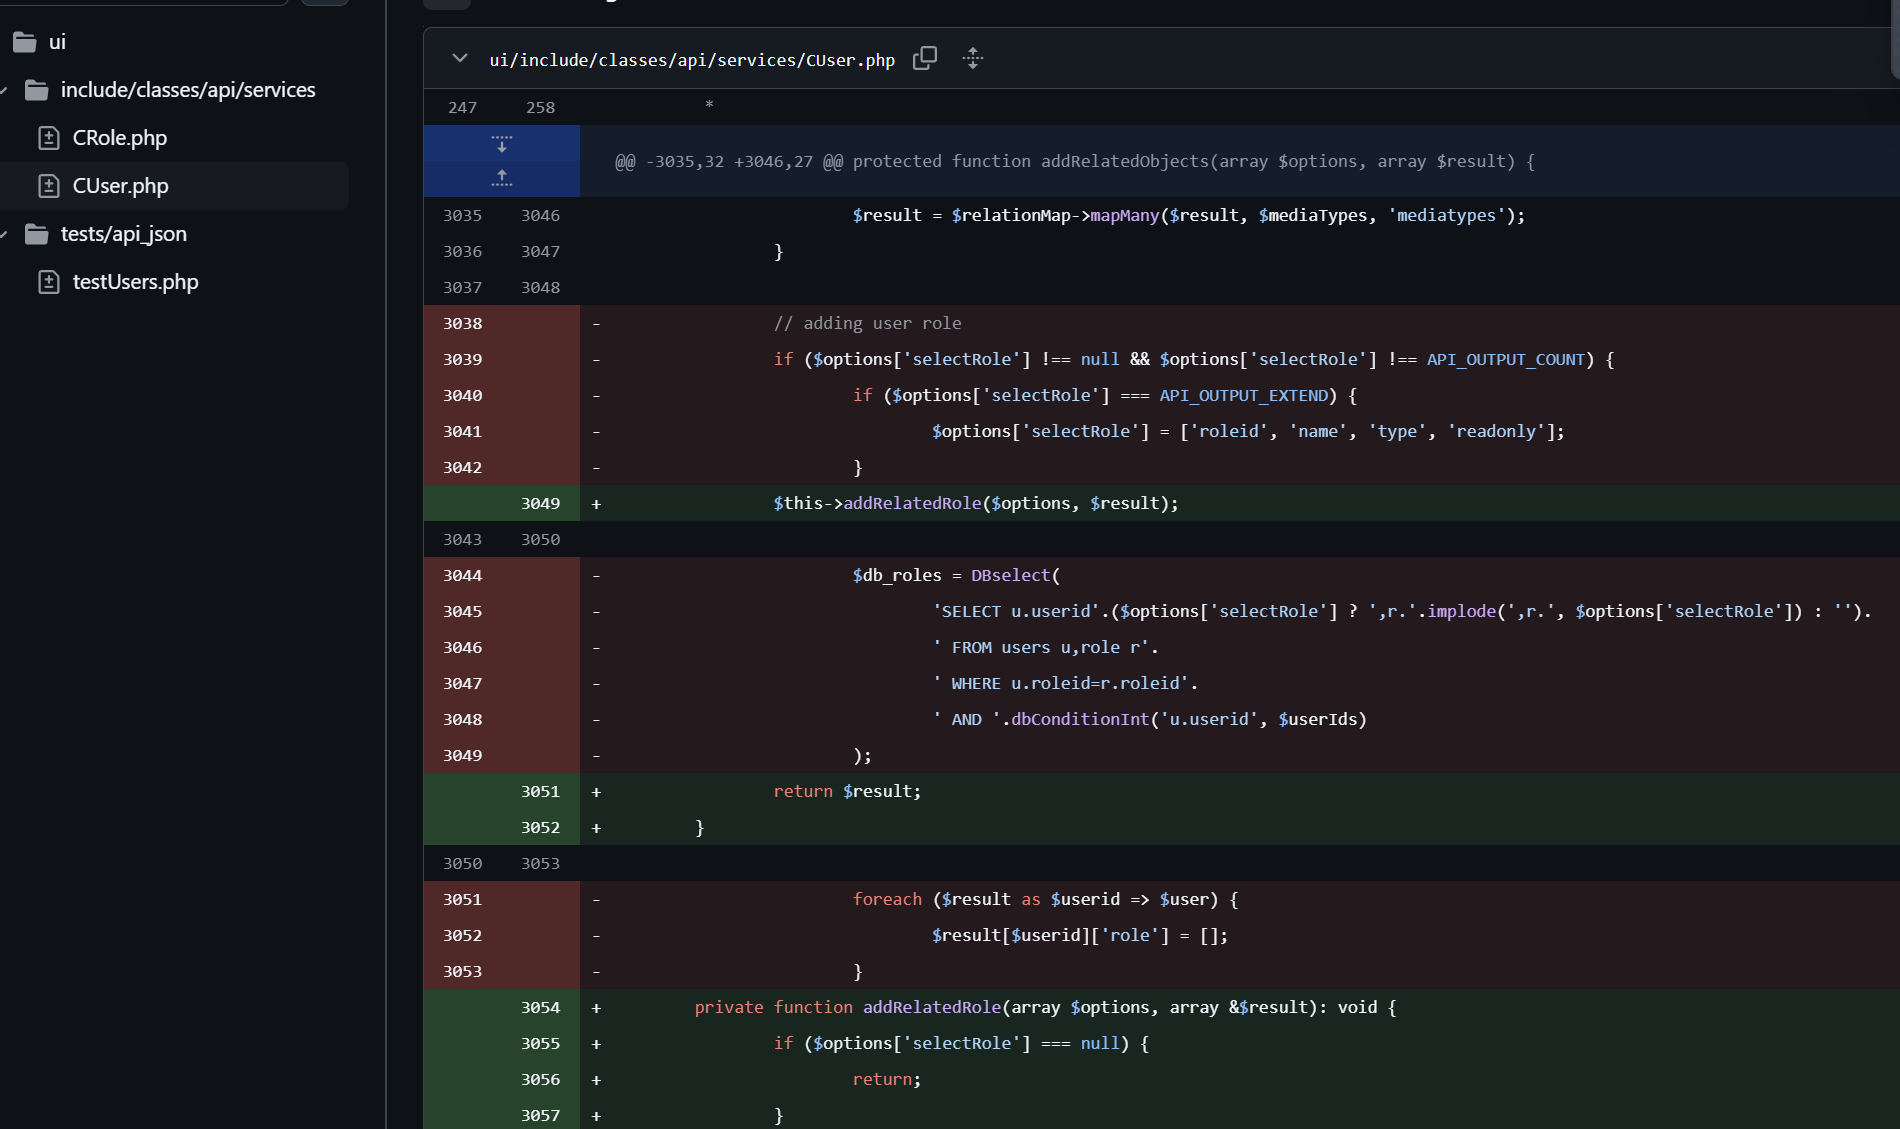 ui
include/classes/api/services
CRole.php
CUser.php
tests/api_json
testUsers.php
ui/include/classes/api/services/CUser.php
247 258 *
@@ -3035,32 +3046,27 @@ protected function addRelatedObjects(array $options, array $result) {
3035 3046 $result = $relationMap->mapMany($result, $mediaTypes, 'mediatypes');
3036 3047 }
3037 3048
3038 - // adding user role
3039 - if ($options['selectRole'] !== null && $options['selectRole'] !== API_OUTPUT_COUNT) {
3040 - if ($options['selectRole'] === API_OUTPUT_EXTEND) {
3041 - $options['selectRole'] = ['roleid', 'name', 'type', 'readonly'];
3042 - }
3049 + $this->addRelatedRole($options, $result);
3043 3050
3044 - $db_roles = DBselect(
3045 - 'SELECT u.userid'.($options['selectRole'] ? ',r.'.implode(',r.', $options['selectRole']) : '').
3046 - ' FROM users u,role r'.
3047 - ' WHERE u.roleid=r.roleid'.
3048 - ' AND '.dbConditionInt('u.userid', $userIds)
3049 - );
3051 + return $result;
3052 + }
3050 3053
3051 - foreach ($result as $userid => $user) {
3052 - $result[$userid]['role'] = [];
3053 - }
3054 + private function addRelatedRole(array $options, array &$result): void {
3055 + if ($options['selectRole'] === null) {
3056 + return;
3057 + }